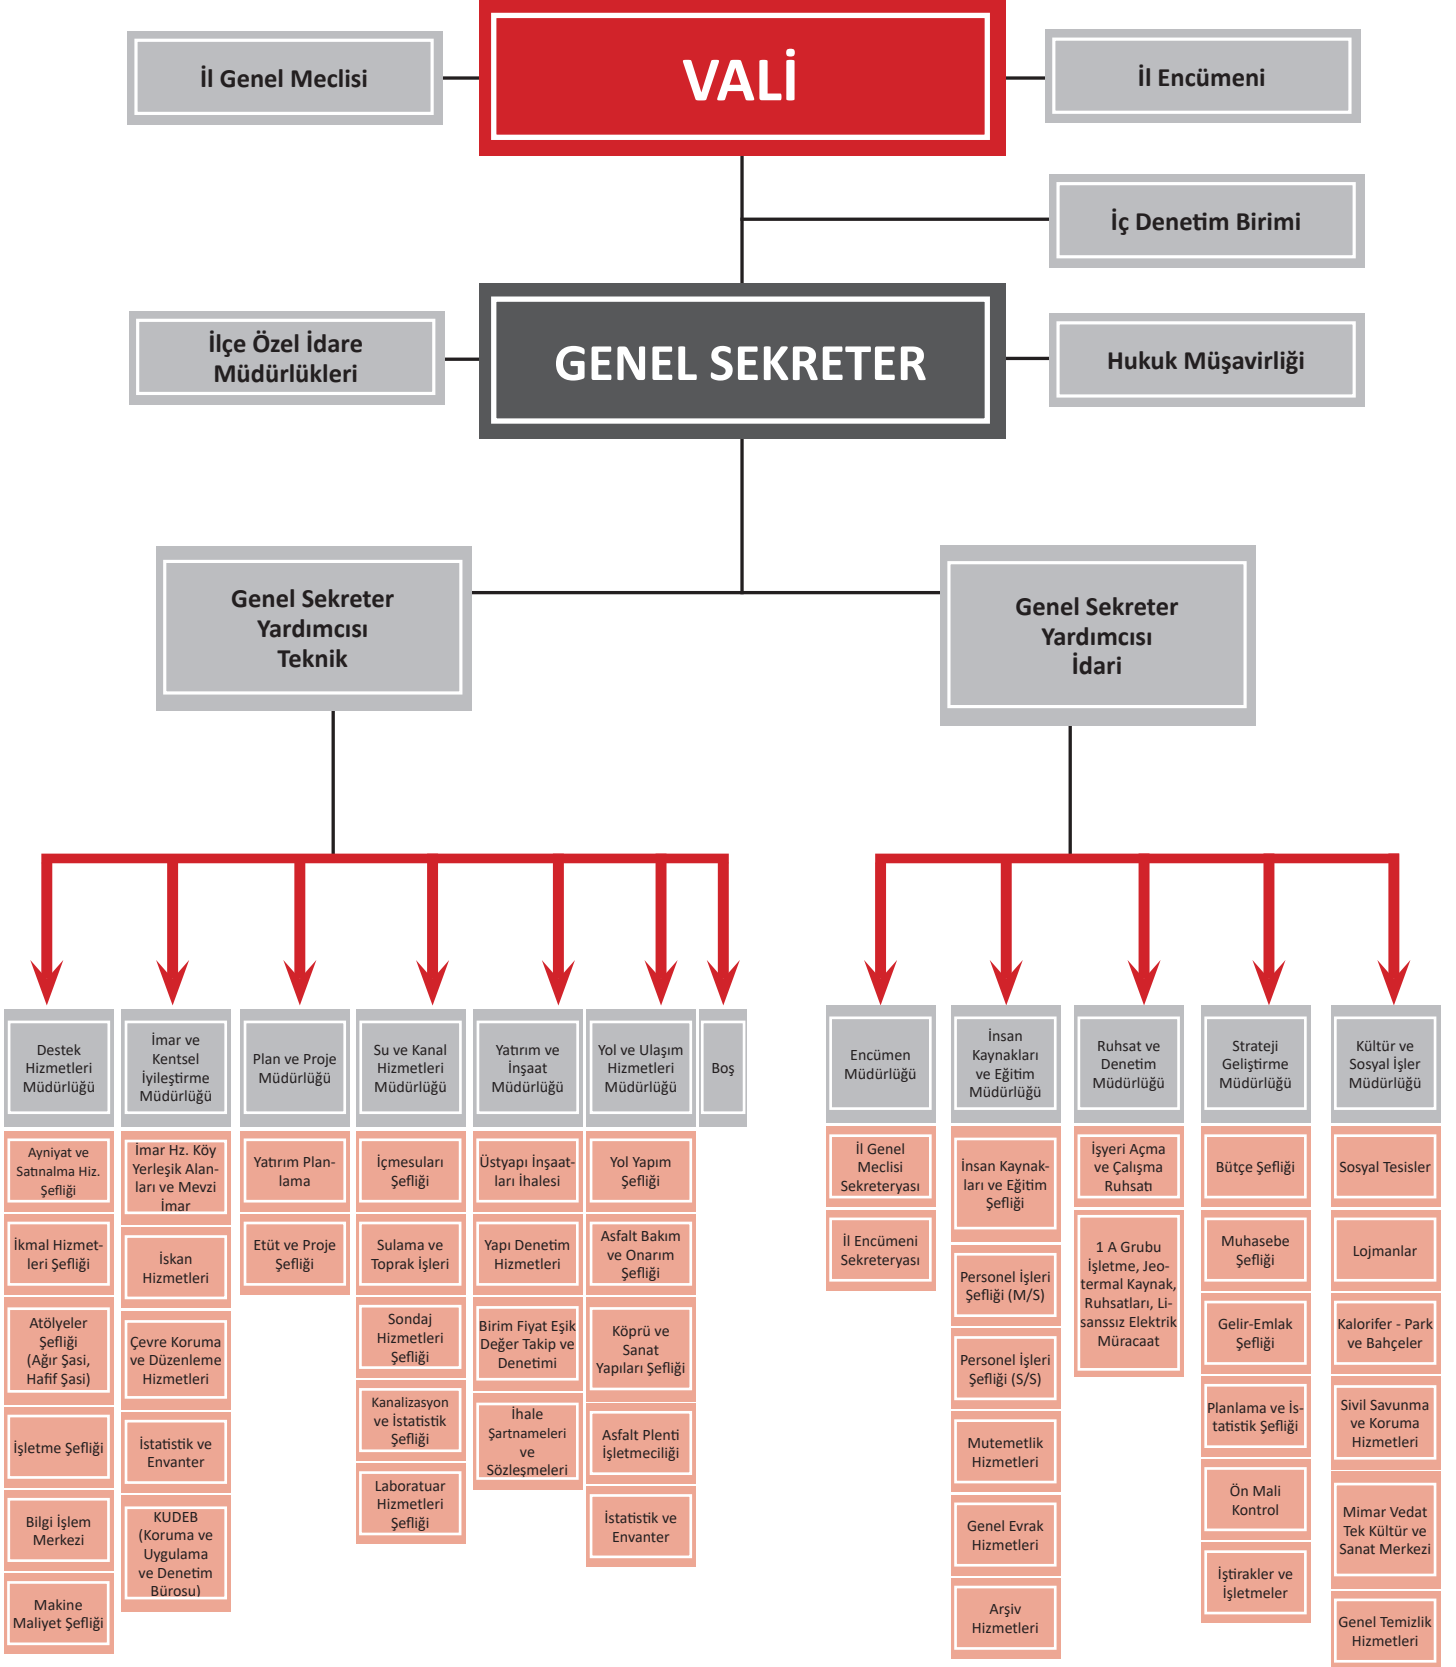 İl Genel Meclisi
VALİ
İl Encümeni
İç Denetim Birimi
İlçe Özel İdare
Müdürlükleri
GENEL SEKRETER
Hukuk Müşavirliği
Genel Sekreter
Yardımcısı
Teknik
Genel Sekreter
Yardımcısı
İdari
Destek
Hizmetleri
Müdürlüğü
Ayniyat ve
Satınalma Hiz.
Şefliği
İkmal Hizmet-
leri Şefliği
Atölyeler
Şefliği
(Ağır Şasi,
Hafif Şasi)
İşletme Şefliği
Bilgi İşlem
Merkezi
Makine
Maliyet Şefliği
İmar ve
Kentsel
İyileştirme
Müdürlüğü
İmar Hz. Köy
Yerleşik Alan-
ları ve Mevzi
İmar
İskan
Hizmetleri
Çevre Koruma
ve Düzenleme
Hizmetleri
İstatistik ve
Envanter
KUDEB
(Koruma ve
Uygulama
ve Denetim
Bürosu)
Plan ve Proje
Müdürlüğü
Yatırım Plan-
lama
Etüt ve Proje
Şefliği
Su ve Kanal
Hizmetleri
Müdürlüğü
İçmesuları
Şefliği
Sulama ve
Toprak İşleri
Sondaj
Hizmetleri
Şefliği
Kanalizasyon
ve İstatistik
Şefliği
Laboratuar
Hizmetleri
Şefliği
Yatırım ve
İnşaat
Müdürlüğü
Üstyapı İnşaat-
ları İhalesi
Yapı Denetim
Hizmetleri
Birim Fiyat Eşik
Değer Takip ve
Denetimi
İhale
Şartnameleri
ve
Sözleşmeleri
Yol ve Ulaşım
Hizmetleri
Müdürlüğü
Yol Yapım
Şefliği
Asfalt Bakım
ve Onarım
Şefliği
Köprü ve
Sanat
Yapıları Şefliği
Asfalt Plenti
İşletmeciliği
İstatistik ve
Envanter
Boş
Encümen
Müdürlüğü
İl Genel
Meclisi
Sekreteryası
İl Encümeni
Sekreteryası
İnsan
Kaynakları
ve Eğitim
Müdürlüğü
İnsan Kaynak-
ları ve Eğitim
Şefliği
Personel İşleri
Şefliği (M/S)
Personel İşleri
Şefliği (S/S)
Mutemetlik
Hizmetleri
Genel Evrak
Hizmetleri
Arşiv
Hizmetleri
Ruhsat ve
Denetim
Müdürlüğü
İşyeri Açma
ve Çalışma
Ruhsatı
1 A Grubu
İşletme, Jeo-
termal Kaynak,
Ruhsatları, Li-
sanssız Elektrik
Müracaat
Strateji
Geliştirme
Müdürlüğü
Bütçe Şefliği
Muhasebe
Şefliği
Gelir-Emlak
Şefliği
Planlama ve İs-
tatistik Şefliği
Ön Mali
Kontrol
İştirakler ve
İşletmeler
Kültür ve
Sosyal İşler
Müdürlüğü
Sosyal Tesisler
Lojmanlar
Kalorifer - Park
ve Bahçeler
Sivil Savunma
ve Koruma
Hizmetleri
Mimar Vedat
Tek Kültür ve
Sanat Merkezi
Genel Temizlik
Hizmetleri